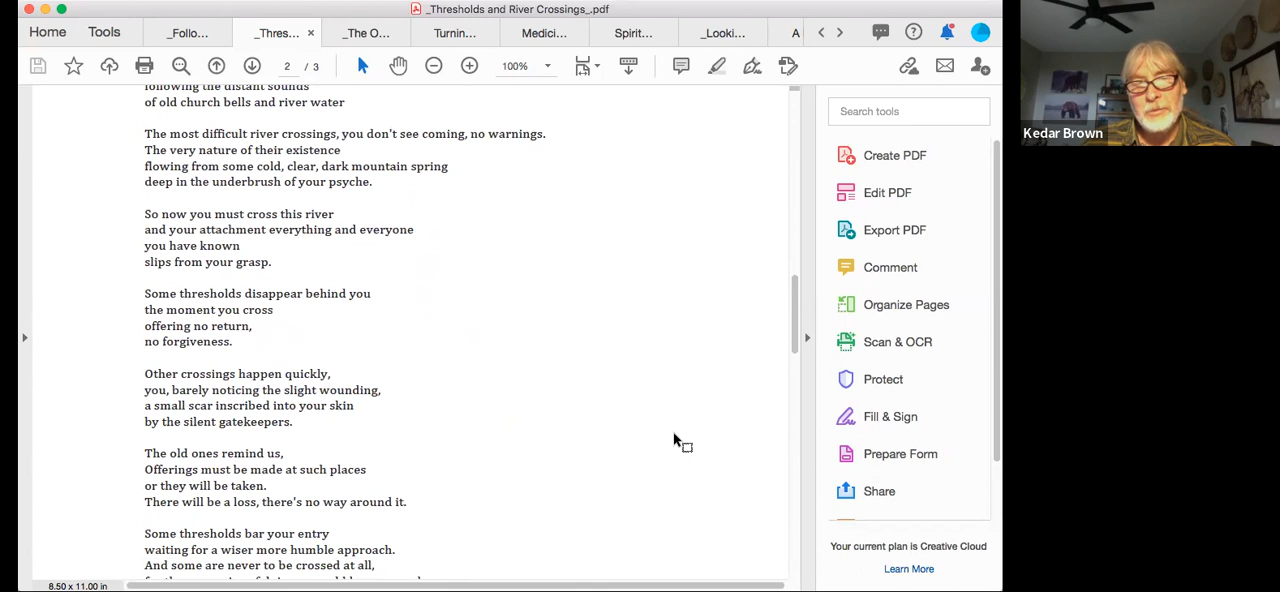 _Thresholds and River Crossings_.pdf
Home
Tools
_Follo...
_Thres... ×
_The O...
Turnin...
Medici...
Spirit...
_Looki...
A
2 / 3
100%
following the distant sounds
of old church bells and river water
The most difficult river crossings, you don't see coming, no warnings.
The very nature of their existence
flowing from some cold, clear, dark mountain spring
deep in the underbrush of your psyche.
So now you must cross this river
and your attachment everything and everyone
you have known
slips from your grasp.
Some thresholds disappear behind you
the moment you cross
offering no return,
no forgiveness.
Other crossings happen quickly,
you, barely noticing the slight wounding,
a small scar inscribed into your skin
by the silent gatekeepers.
The old ones remind us,
Offerings must be made at such places
or they will be taken.
There will be a loss, there's no way around it.
Some thresholds bar your entry
waiting for a wiser more humble approach.
And some are never to be crossed at all,
8.50 x 11.00 in
Search tools
Create PDF
Edit PDF
Export PDF
Comment
Organize Pages
Scan & OCR
Protect
Fill & Sign
Prepare Form
Share
Your current plan is Creative Cloud
Learn More
Kedar Brown